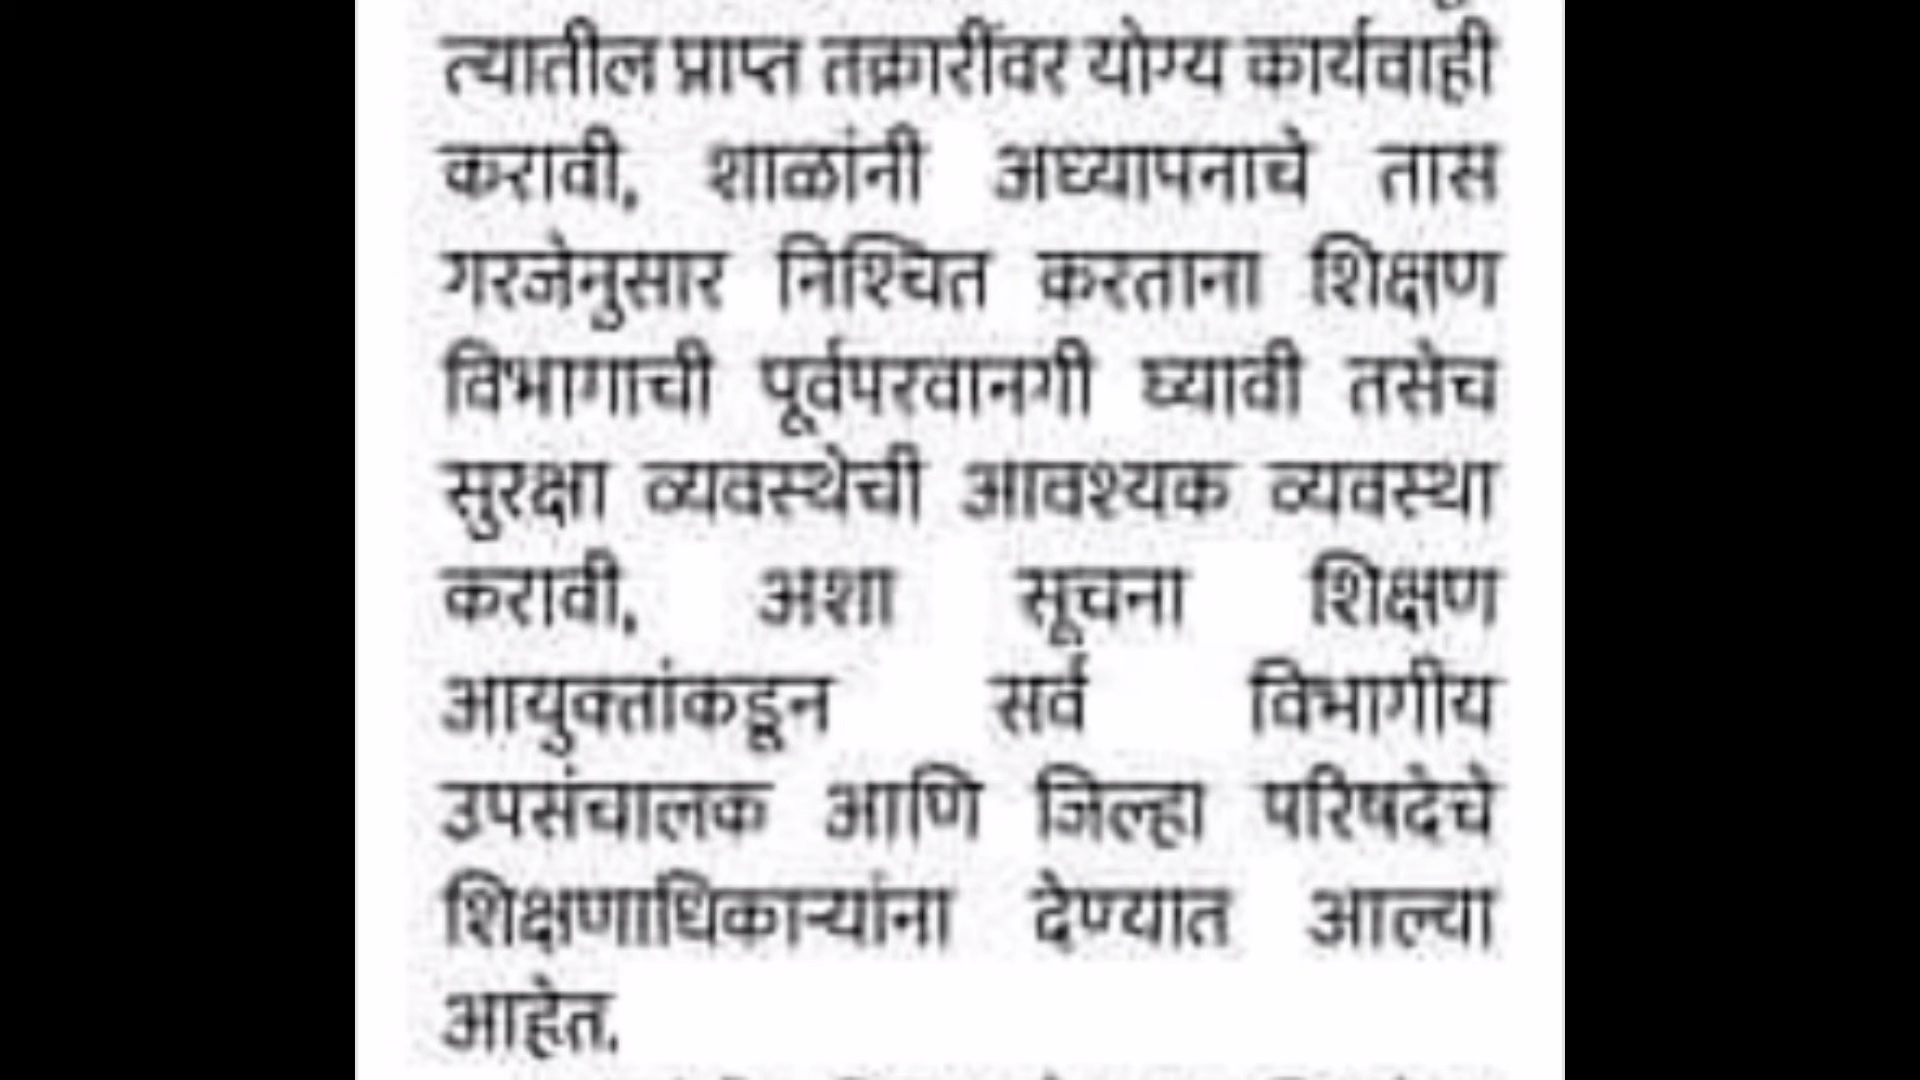 त्यातील प्राप्त तक्रारींवर योग्य कार्यवाही
करावी, शाळांनी अध्यापनाचे तास
गरजेनुसार निश्चित करताना शिक्षण
विभागाची पूर्वपरवानगी घ्यावी तसेच
सुरक्षा व्यवस्थेची आवश्यक व्यवस्था
करावी, अशा सूचना शिक्षण
आयुक्तांकडून सर्व विभागीय
उपसंचालक आणि जिल्हा परिषदेचे
शिक्षणाधिकाऱ्यांना देण्यात आल्या
आहेत.